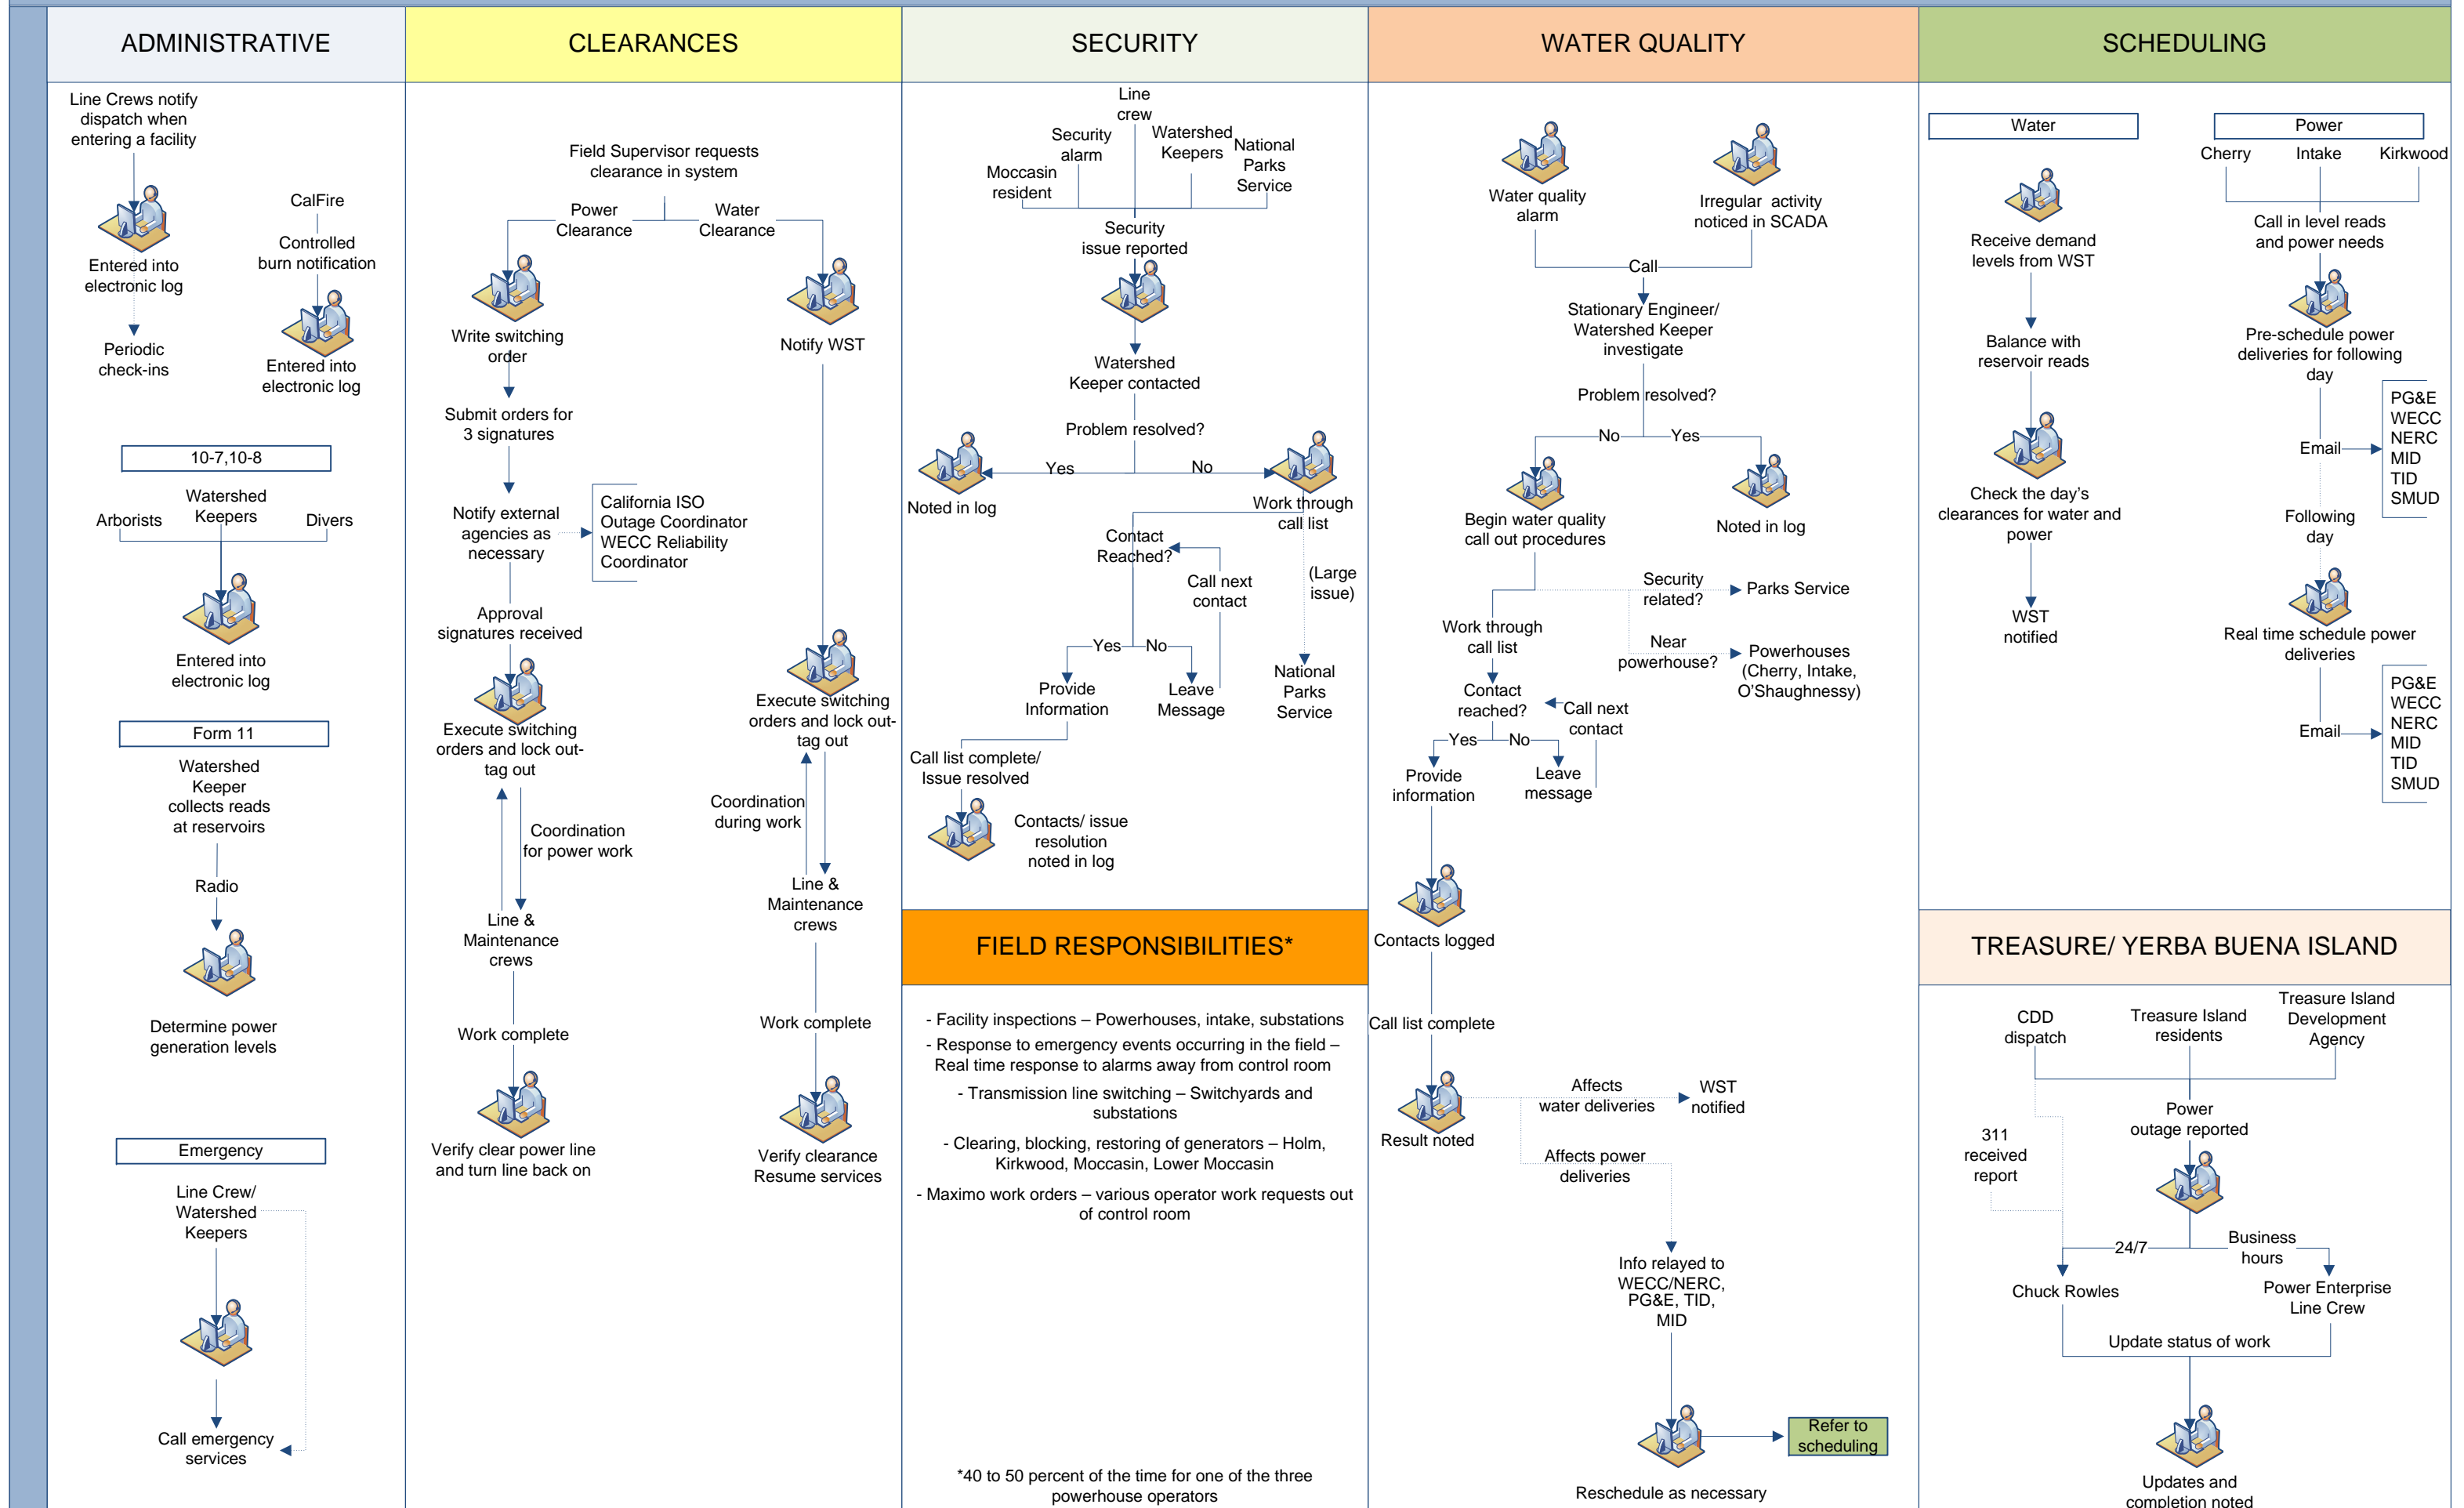 ADMINISTRATIVE
Line Crews notify
dispatch when
entering a facility
Entered into
electronic log
Periodic
check-ins
CalFire
Controlled
burn notification
Entered into
electronic log
10-7,10-8
Arborists
Watershed
Keepers
Divers
Entered into
electronic log
Form 11
Watershed
Keeper
collects reads
at reservoirs
Radio
Determine power
generation levels
Emergency
Line Crew/
Watershed
Keepers
Call emergency
services
CLEARANCES
Field Supervisor requests
clearance in system
Power
Clearance
Water
Clearance
Write switching
order
Submit orders for
3 signatures
Notify external
agencies as
necessary
California ISO
Outage Coordinator
WECC Reliability
Coordinator
Approval
signatures received
Execute switching
orders and lock out-
tag out
Coordination
for power work
Line &
Maintenance
crews
Work complete
Verify clear power line
and turn line back on
Notify WST
Execute switching
orders and lock out-
tag out
Coordination
during work
Line &
Maintenance
crews
Work complete
Verify clearance
Resume services
SECURITY
Moccasin
resident
Security
alarm
Line
crew
Watershed
Keepers
National
Parks
Service
Security
issue reported
Watershed
Keeper contacted
Problem resolved?
Yes
No
Noted in log
Work through
call list
Contact
Reached?
Call next
contact
(Large
issue)
Yes
No
Provide
Information
Leave
Message
National
Parks
Service
Call list complete/
Issue resolved
Contacts/ issue
resolution
noted in log
FIELD RESPONSIBILITIES*
- Facility inspections – Powerhouses, intake, substations
- Response to emergency events occurring in the field –
Real time response to alarms away from control room
- Transmission line switching – Switchyards and
substations
- Clearing, blocking, restoring of generators – Holm,
Kirkwood, Moccasin, Lower Moccasin
- Maximo work orders – various operator work requests out
of control room
*40 to 50 percent of the time for one of the three
powerhouse operators
WATER QUALITY
Water quality
alarm
Irregular activity
noticed in SCADA
Call
Stationary Engineer/
Watershed Keeper
investigate
Problem resolved?
No
Yes
Begin water quality
call out procedures
Noted in log
Security
related?
Parks Service
Near
powerhouse?
Powerhouses
(Cherry, Intake,
O'Shaughnessy)
Work through
call list
Contact
reached?
Call next
contact
Yes
No
Provide
information
Leave
message
Contacts logged
Call list complete
Result noted
Affects
water deliveries
WST
notified
Affects power
deliveries
Info relayed to
WECC/NERC,
PG&E, TID,
MID
Refer to
scheduling
Reschedule as necessary
SCHEDULING
Water
Receive demand
levels from WST
Balance with
reservoir reads
Check the day's
clearances for water and
power
WST
notified
Power
Cherry
Intake
Kirkwood
Call in level reads
and power needs
Pre-schedule power
deliveries for following
day
Email
PG&E
WECC
NERC
MID
TID
SMUD
Following
day
Real time schedule power
deliveries
Email
PG&E
WECC
NERC
MID
TID
SMUD
TREASURE/ YERBA BUENA ISLAND
CDD
dispatch
Treasure Island
residents
Treasure Island
Development
Agency
Power
outage reported
311
received
report
24/7
Business
hours
Chuck Rowles
Power Enterprise
Line Crew
Update status of work
Updates and
completion noted